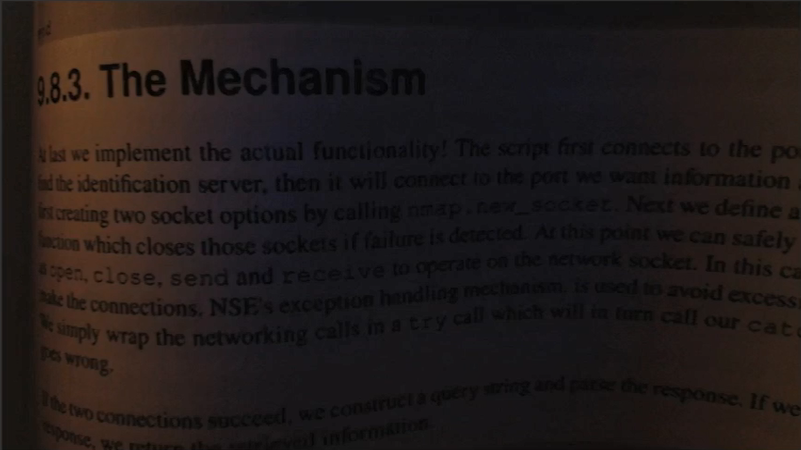 9.8.3. The Mechanism
At last we implement the actual functionality! The script first connects to the
find the identification server, then it will connect to the port we want information
first creating two socket options by calling nmap.new_socket. Next we define a
function which closes those sockets if failure is detected. At this point we can safely
as open, close, send and receive to operate on the network socket. In this
make the connections. NSE's exception handling mechanism is used to avoid
We simply wrap the networking calls in a try call which will in turn call our
goes wrong.
If the two connections succeed, we construct a query string and parse the response. If we
response, we return the retrieved information.